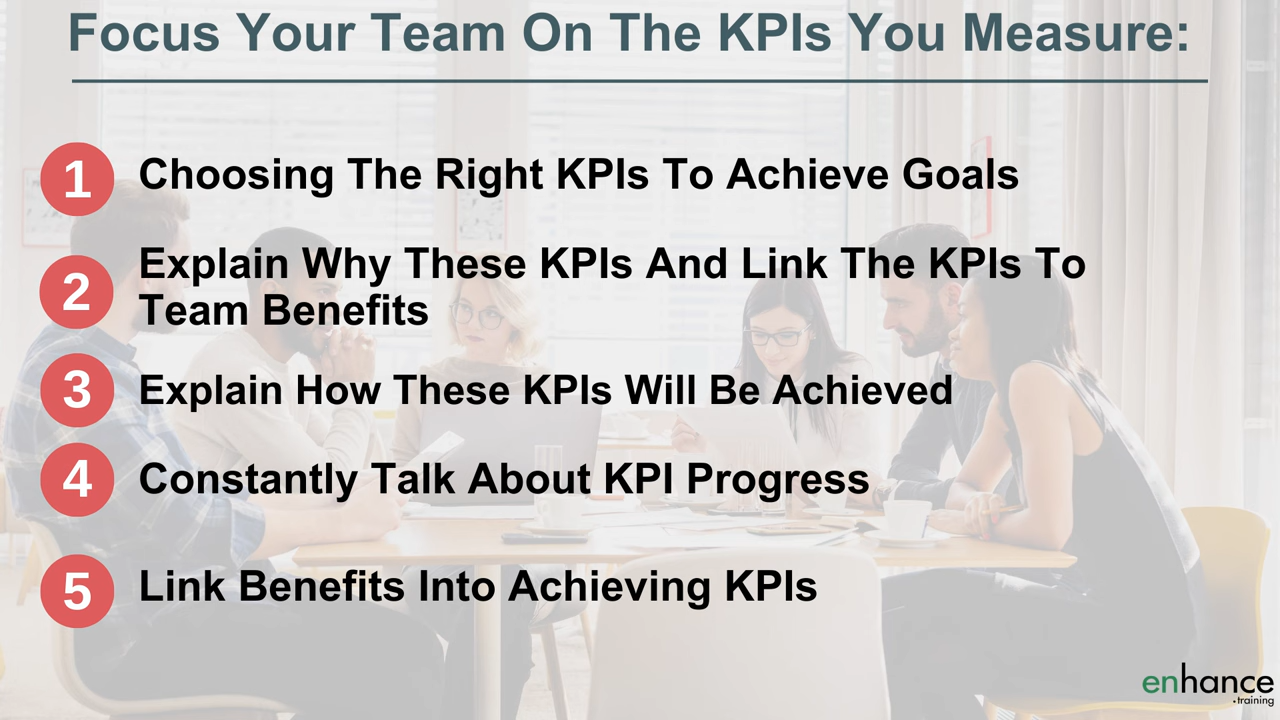 Focus Your Team On The KPIs You Measure:
1 Choosing The Right KPIs To Achieve Goals
2 Explain Why These KPIs And Link The KPIs To
Team Benefits
3 Explain How These KPIs Will Be Achieved
4 Constantly Talk About KPI Progress
5 Link Benefits Into Achieving KPIs
enhance
•training